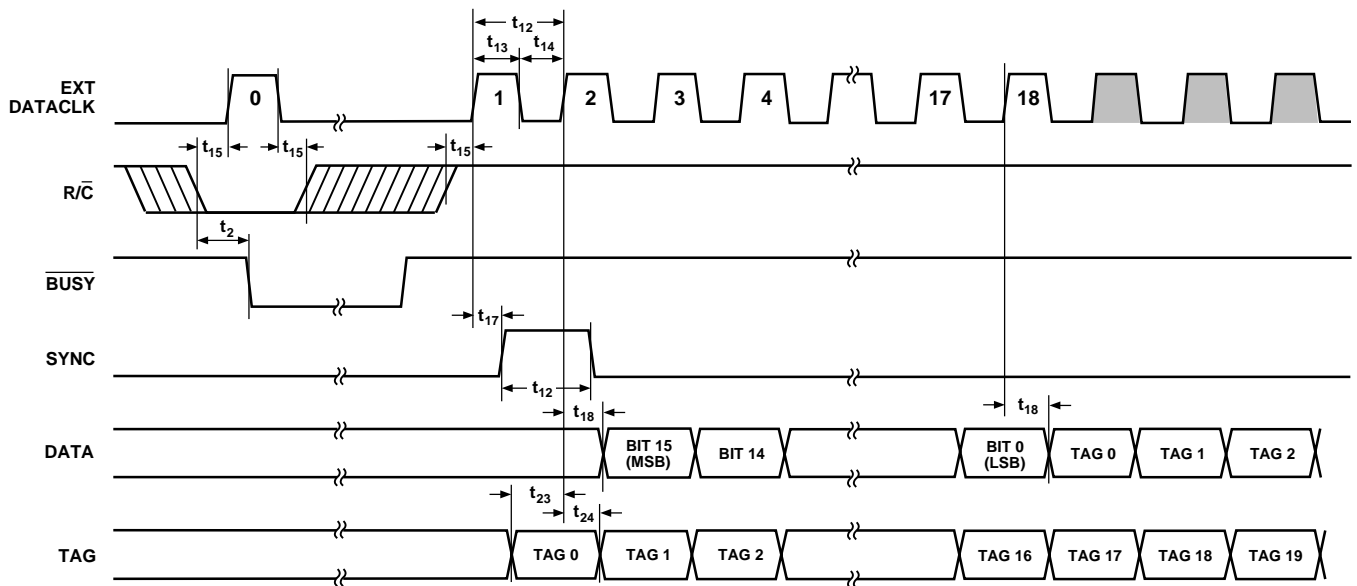 t12
t13 t14
EXT
DATACLK
0 1 2 3 4 17 18
t15 t15 t15
R/C̅
t2
B̅U̅S̅Y̅
t17
SYNC
t12
t18 t18
DATA
BIT 15
(MSB)
BIT 14
BIT 0
(LSB)
TAG 0 TAG 1 TAG 2
t23
t24
TAG
TAG 0 TAG 1 TAG 2 TAG 16 TAG 17 TAG 18 TAG 19